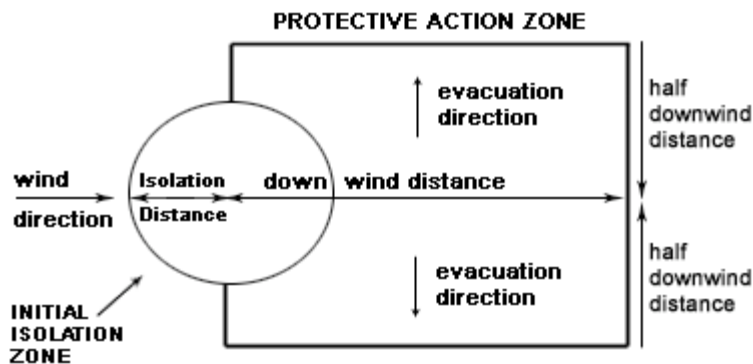 PROTECTIVE ACTION ZONE
evacuation
direction
half
downwind
distance
wind
direction
Isolation
Distance
down wind distance
evacuation
direction
half
downwind
distance
INITIAL
ISOLATION
ZONE